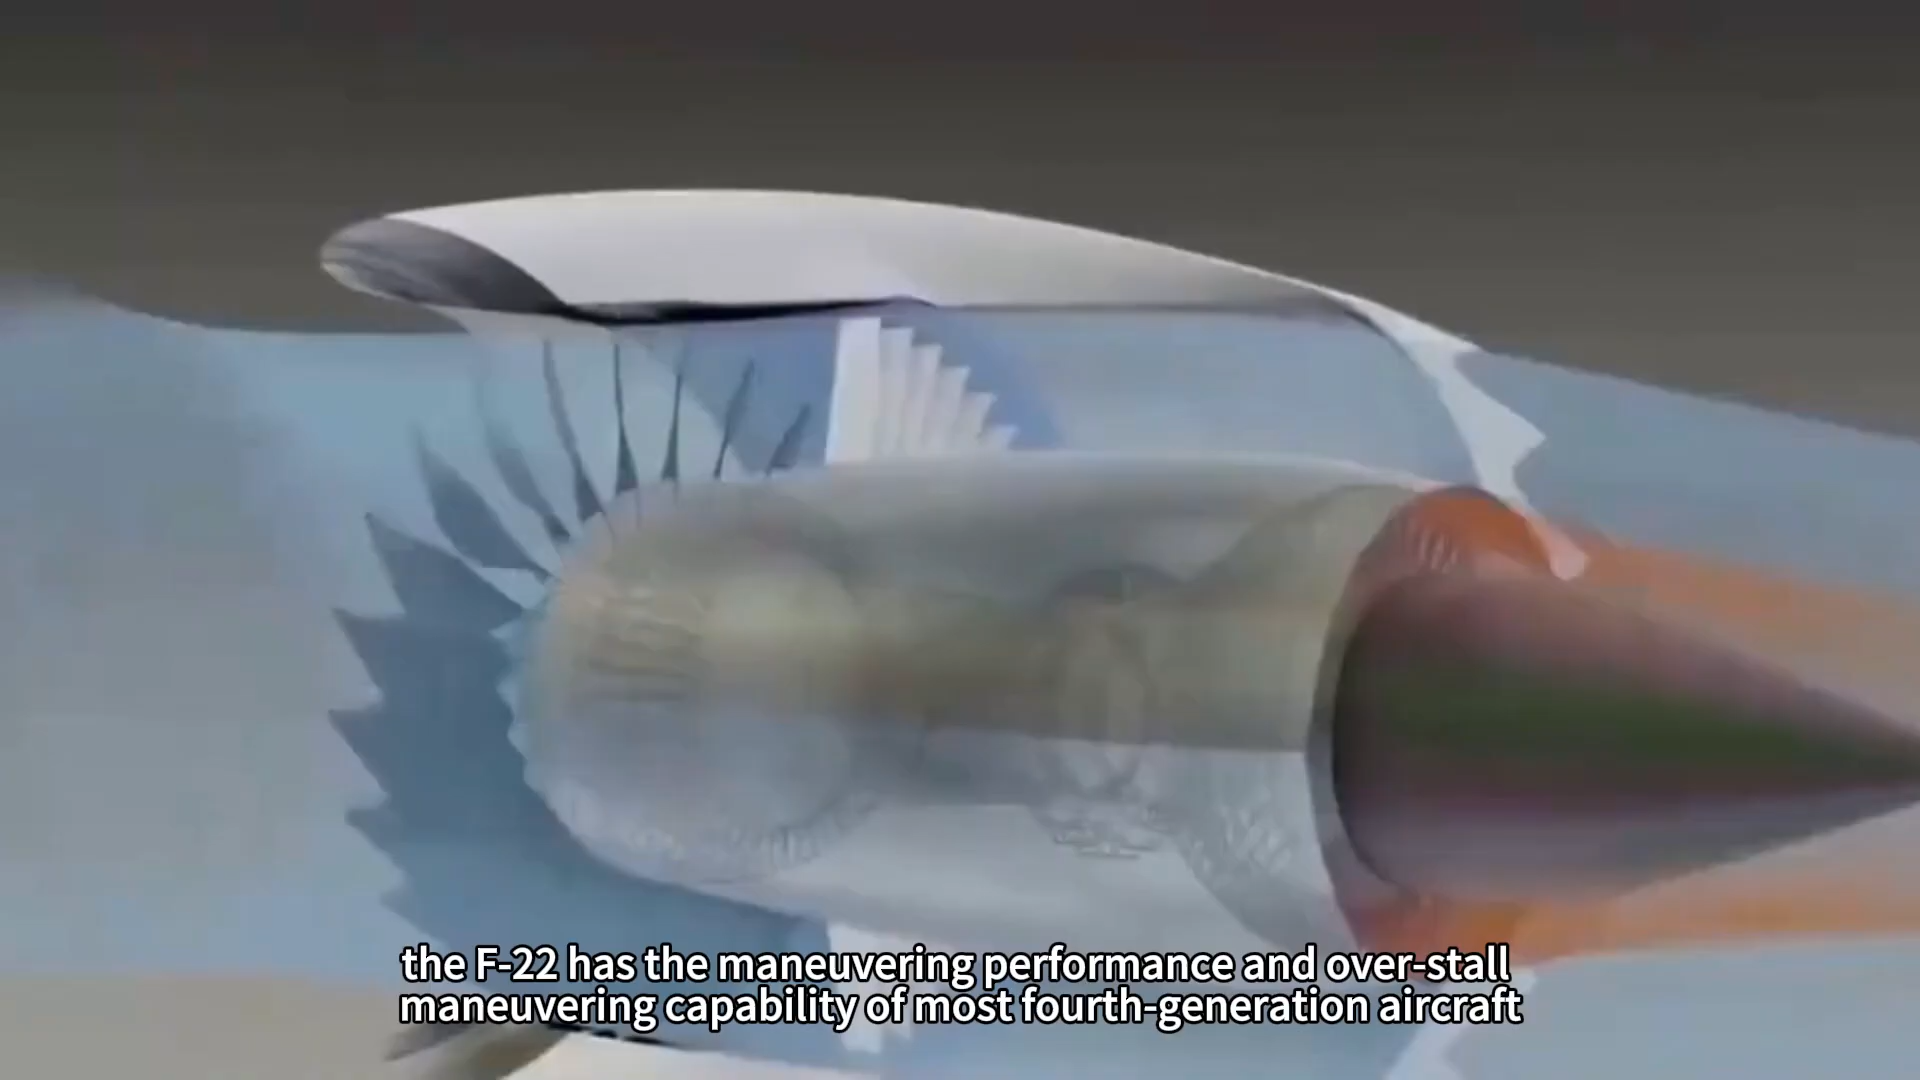 the F-22 has the maneuvering performance and over-stall
maneuvering capability of most fourth-generation aircraft